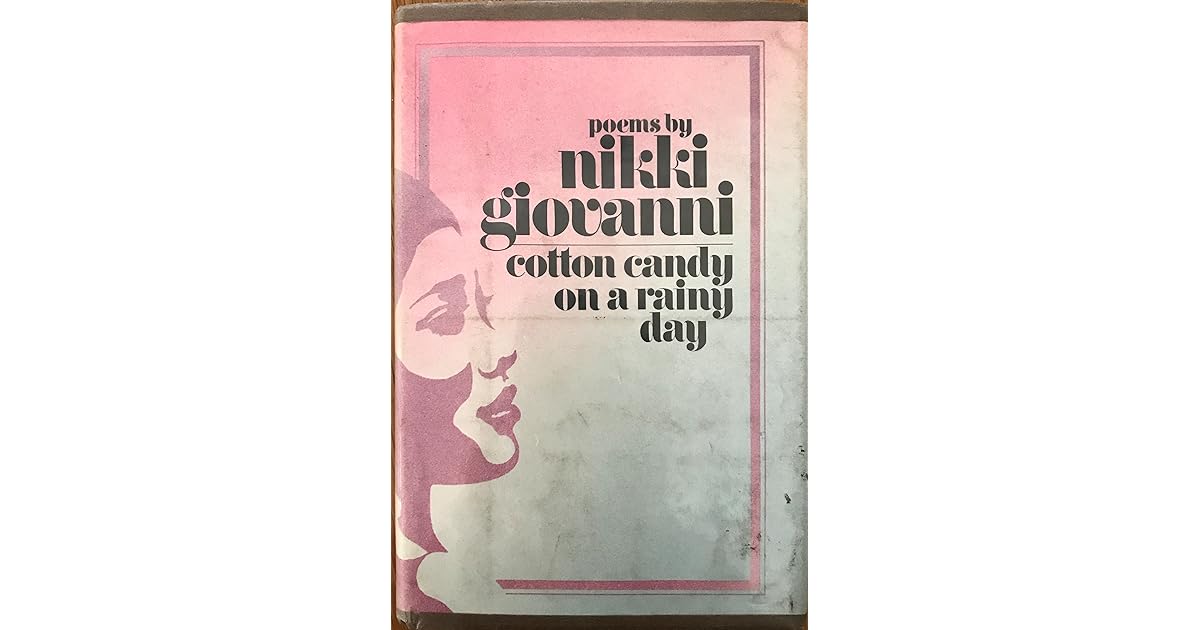 poems by
nikki
giovanni
cotton candy
on a rainy
day